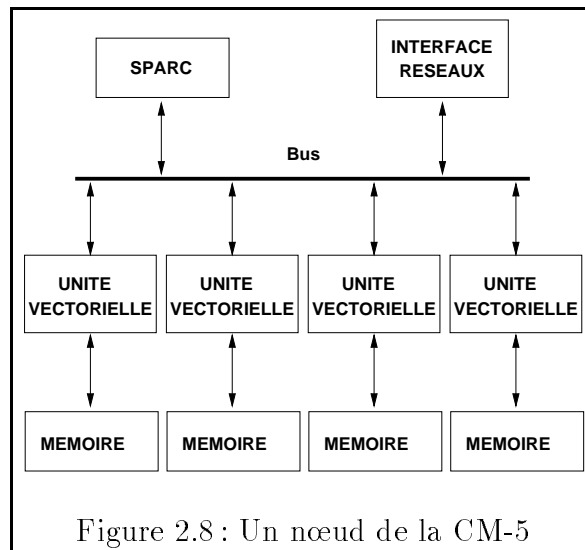 SPARC
INTERFACE
RESEAUX
Bus
UNITE
VECTORIELLE
UNITE
VECTORIELLE
UNITE
VECTORIELLE
UNITE
VECTORIELLE
MEMOIRE
MEMOIRE
MEMOIRE
MEMOIRE
Figure 2.8 : Un nœud de la CM-5